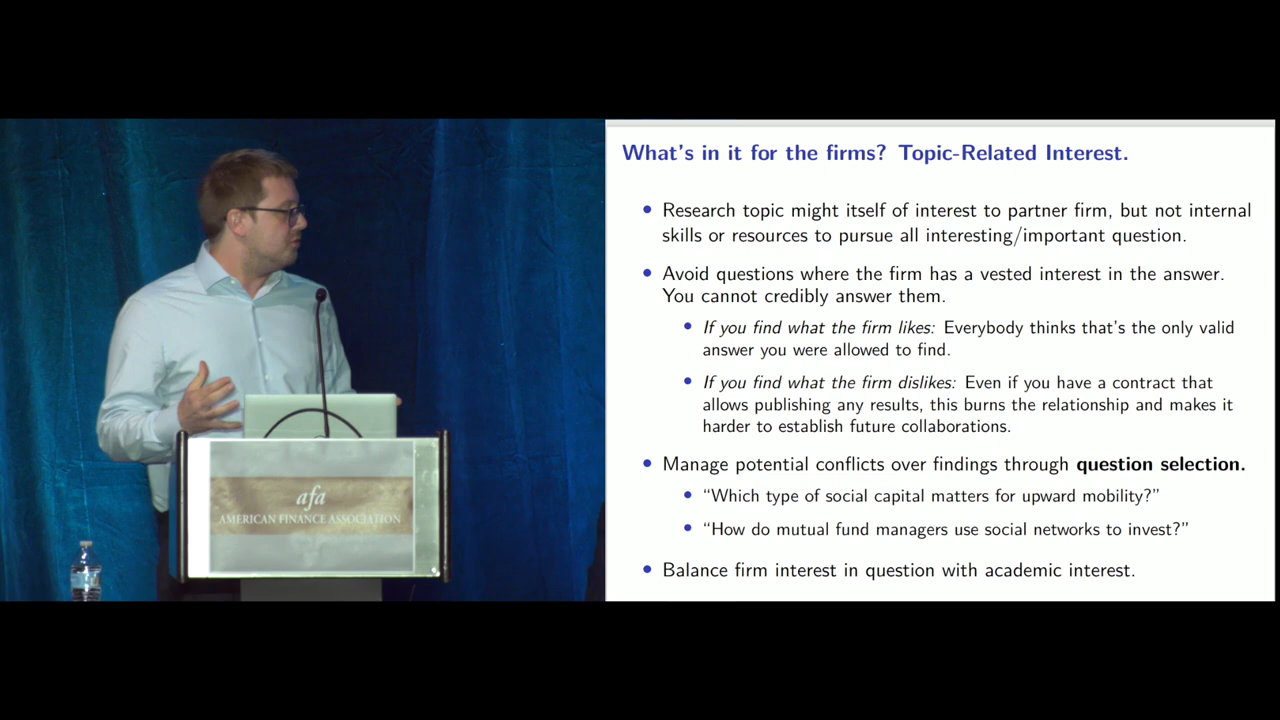 What's in it for the firms? Topic-Related Interest.
• Research topic might itself of interest to partner firm, but not internal
skills or resources to pursue all interesting/important question.
• Avoid questions where the firm has a vested interest in the answer.
You cannot credibly answer them.
• If you find what the firm likes: Everybody thinks that's the only valid
answer you were allowed to find.
• If you find what the firm dislikes: Even if you have a contract that
allows publishing any results, this burns the relationship and makes it
harder to establish future collaborations.
• Manage potential conflicts over findings through question selection.
• “Which type of social capital matters for upward mobility?”
• “How do mutual fund managers use social networks to invest?”
• Balance firm interest in question with academic interest.
afa
AMERICAN FINANCE ASSOCIATION